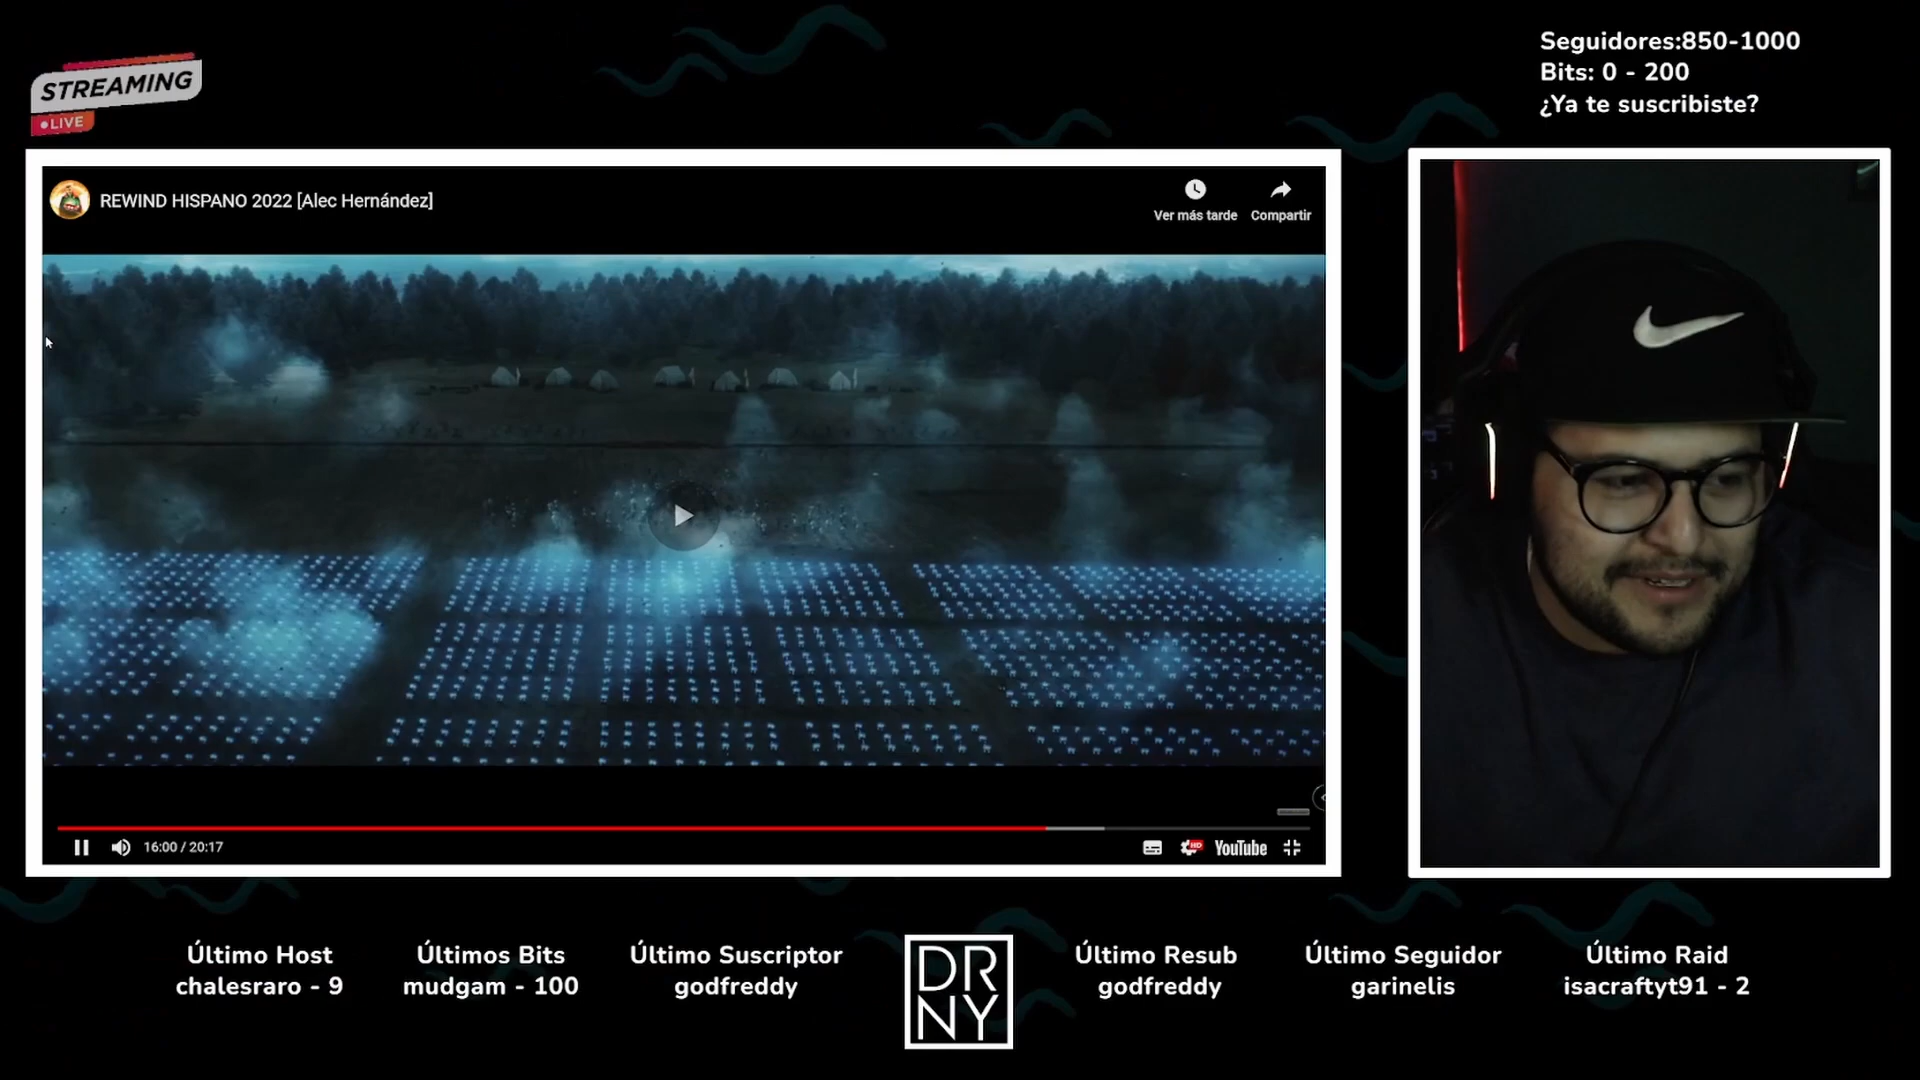 STREAMING
LIVE
Seguidores:850-1000
Bits: 0 - 200
¿Ya te suscribiste?
REWIND HISPANO 2022 [Alec Hernández]
Ver más tarde
Compartir
16:00 / 20:17
HD
YouTube
Último Host
chalesraro - 9
Últimos Bits
mudgam - 100
Último Suscriptor
godfreddy
DR
NY
Último Resub
godfreddy
Último Seguidor
garinelis
Último Raid
isacraftyt91 - 2